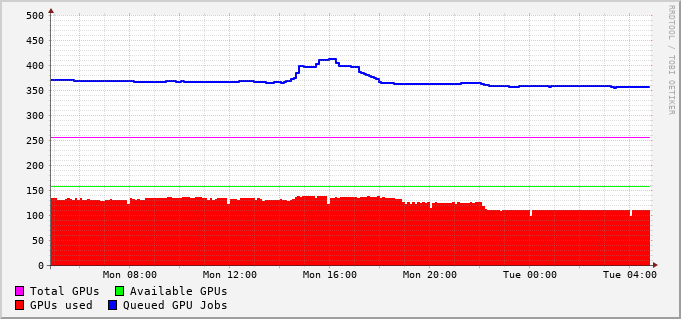 500
450
400
350
300
250
200
150
100
50
0
Mon 08:00 Mon 12:00 Mon 16:00 Mon 20:00 Tue 00:00 Tue 04:00
Total GPUs Available GPUs
GPUs used Queued GPU Jobs
RRDTOOL / TOBI OETIKER